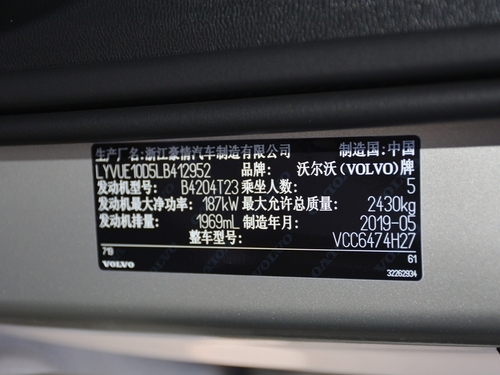 生产厂名:浙江豪情汽车制造有限公司 制造国:中国
LYVUE10D5LB412952 品牌: 沃尔沃(VOLVO)牌
发动机型号: B4204T23 乘坐人数: 5
发动机最大净功率: 187kW 最大允许总质量: 2430kg
发动机排量: 1969mL 制造年月: 2019-05
整车型号: VCC6474H27
719 61
VOLVO 32262934